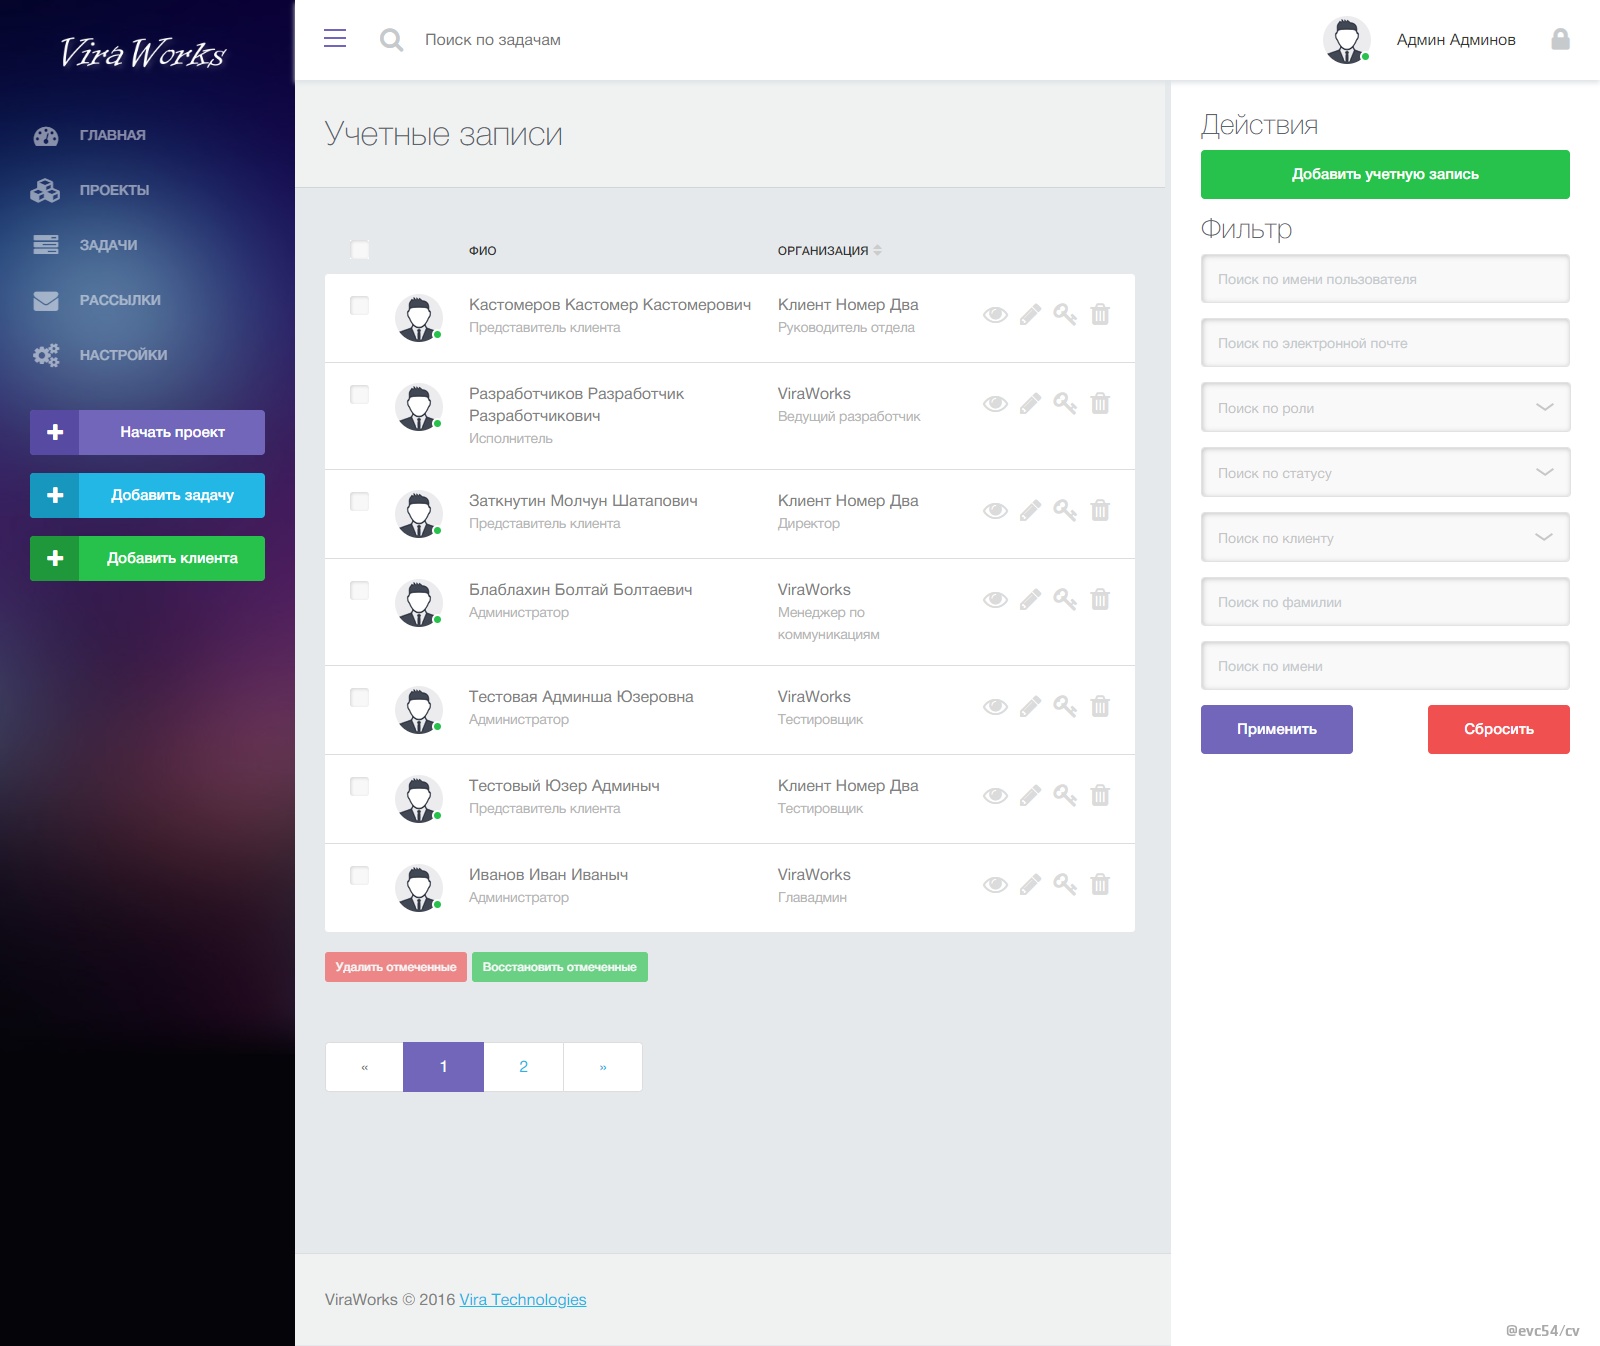 Vira Works
ГЛАВНАЯ
ПРОЕКТЫ
ЗАДАЧИ
РАССЫЛКИ
НАСТРОЙКИ
Начать проект
Добавить задачу
Добавить клиента
Поиск по задачам
Админ Админов
Учетные записи
ФИО
ОРГАНИЗАЦИЯ
Кастомеров Кастомер Кастомерович
Представитель клиента
Клиент Номер Два
Руководитель отдела
Разработчиков Разработчик
Разработчикович
Исполнитель
ViraWorks
Ведущий разработчик
Заткнутин Молчун Шатапович
Представитель клиента
Клиент Номер Два
Директор
Блаблахин Болтай Болтаевич
Администратор
ViraWorks
Менеджер по
коммуникациям
Тестовая Админша Юзеровна
Администратор
ViraWorks
Тестировщик
Тестовый Юзер Админыч
Представитель клиента
Клиент Номер Два
Тестировщик
Иванов Иван Иваныч
Администратор
ViraWorks
Главадмин
Удалить отмеченные
Восстановить отмеченные
« 1 2 »
ViraWorks © 2016 Vira Technologies
Действия
Добавить учетную запись
Фильтр
Поиск по имени пользователя
Поиск по электронной почте
Поиск по роли
Поиск по статусу
Поиск по клиенту
Поиск по фамилии
Поиск по имени
Применить
Сбросить
@evc54/cv